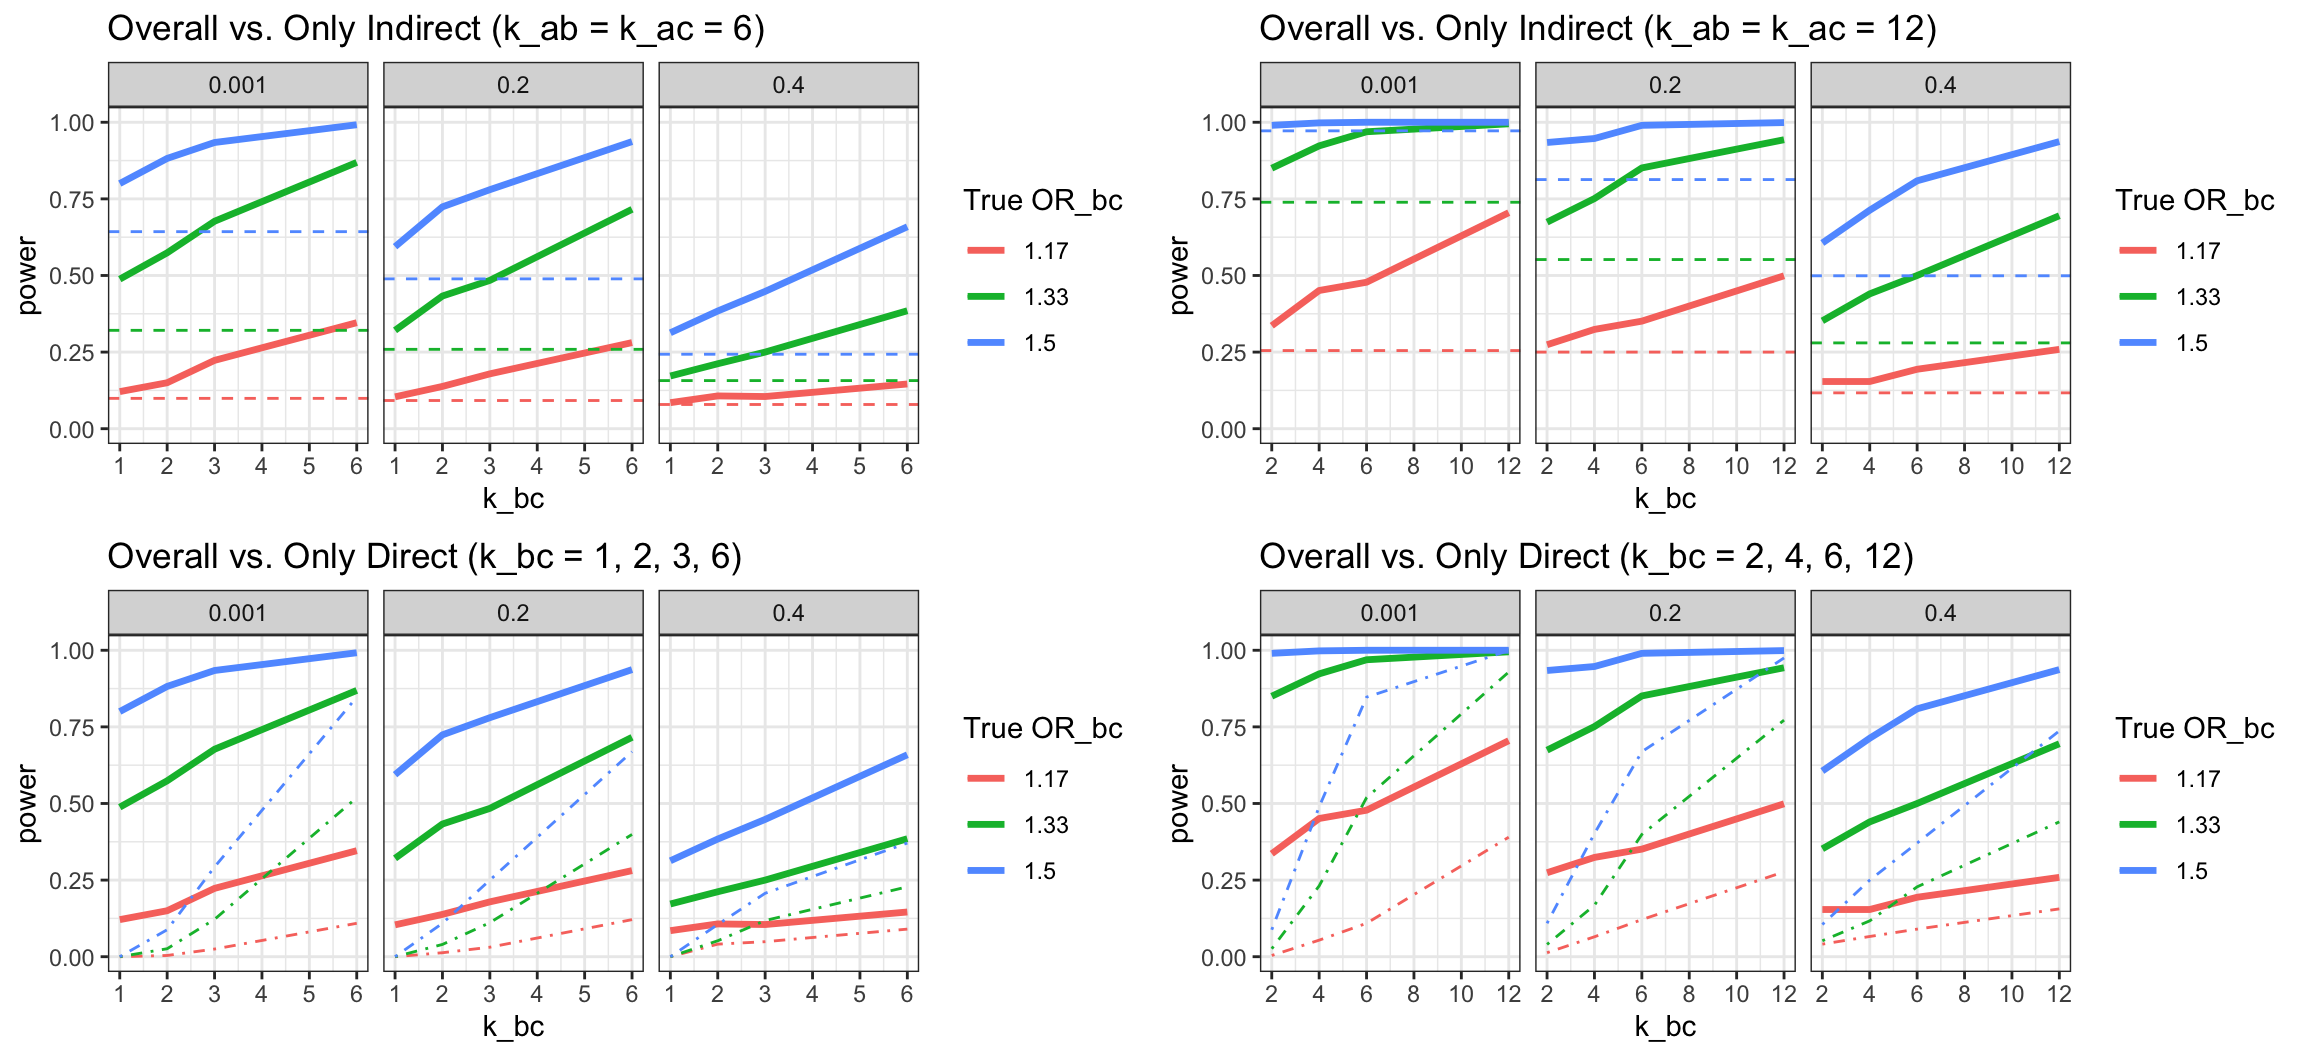 Overall vs. Only Indirect (k_ab = k_ac = 6)
0.001 0.2 0.4
1.00
0.75
0.50
0.25
0.00
power
1 2 3 4 5 6 1 2 3 4 5 6 1 2 3 4 5 6
k_bc
True OR_bc
1.17
1.33
1.5
Overall vs. Only Indirect (k_ab = k_ac = 12)
0.001 0.2 0.4
1.00
0.75
0.50
0.25
0.00
power
2 4 6 8 10 12 2 4 6 8 10 12 2 4 6 8 10 12
k_bc
True OR_bc
1.17
1.33
1.5
Overall vs. Only Direct (k_bc = 1, 2, 3, 6)
0.001 0.2 0.4
1.00
0.75
0.50
0.25
0.00
power
1 2 3 4 5 6 1 2 3 4 5 6 1 2 3 4 5 6
k_bc
True OR_bc
1.17
1.33
1.5
Overall vs. Only Direct (k_bc = 2, 4, 6, 12)
0.001 0.2 0.4
1.00
0.75
0.50
0.25
0.00
power
2 4 6 8 10 12 2 4 6 8 10 12 2 4 6 8 10 12
k_bc
True OR_bc
1.17
1.33
1.5